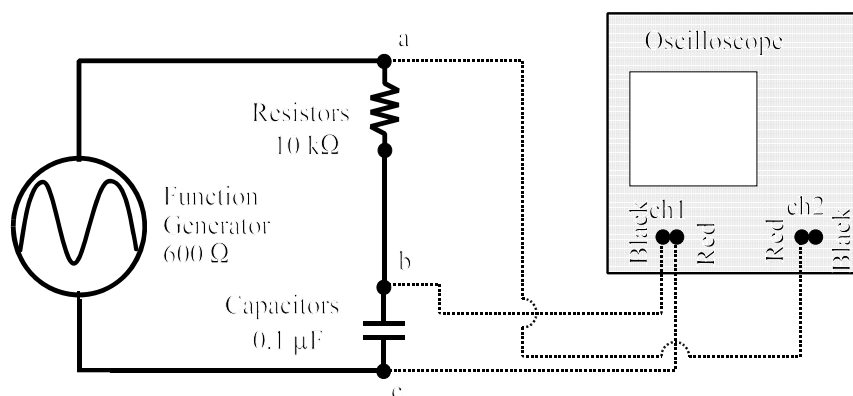 a
Oscilloscope
Resistors
10 kΩ
Function
Generator
600 Ω
b
Capacitors
0.1 μF
c
Black
ch1
Red
Red
ch2
Black